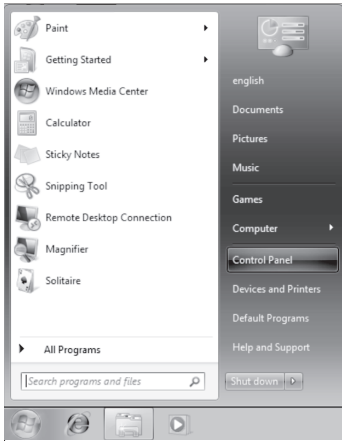 Paint
Getting Started
Windows Media Center
Calculator
Sticky Notes
Snipping Tool
Remote Desktop Connection
Magnifier
Solitaire
All Programs
Search programs and files
english
Documents
Pictures
Music
Games
Computer
Control Panel
Devices and Printers
Default Programs
Help and Support
Shut down